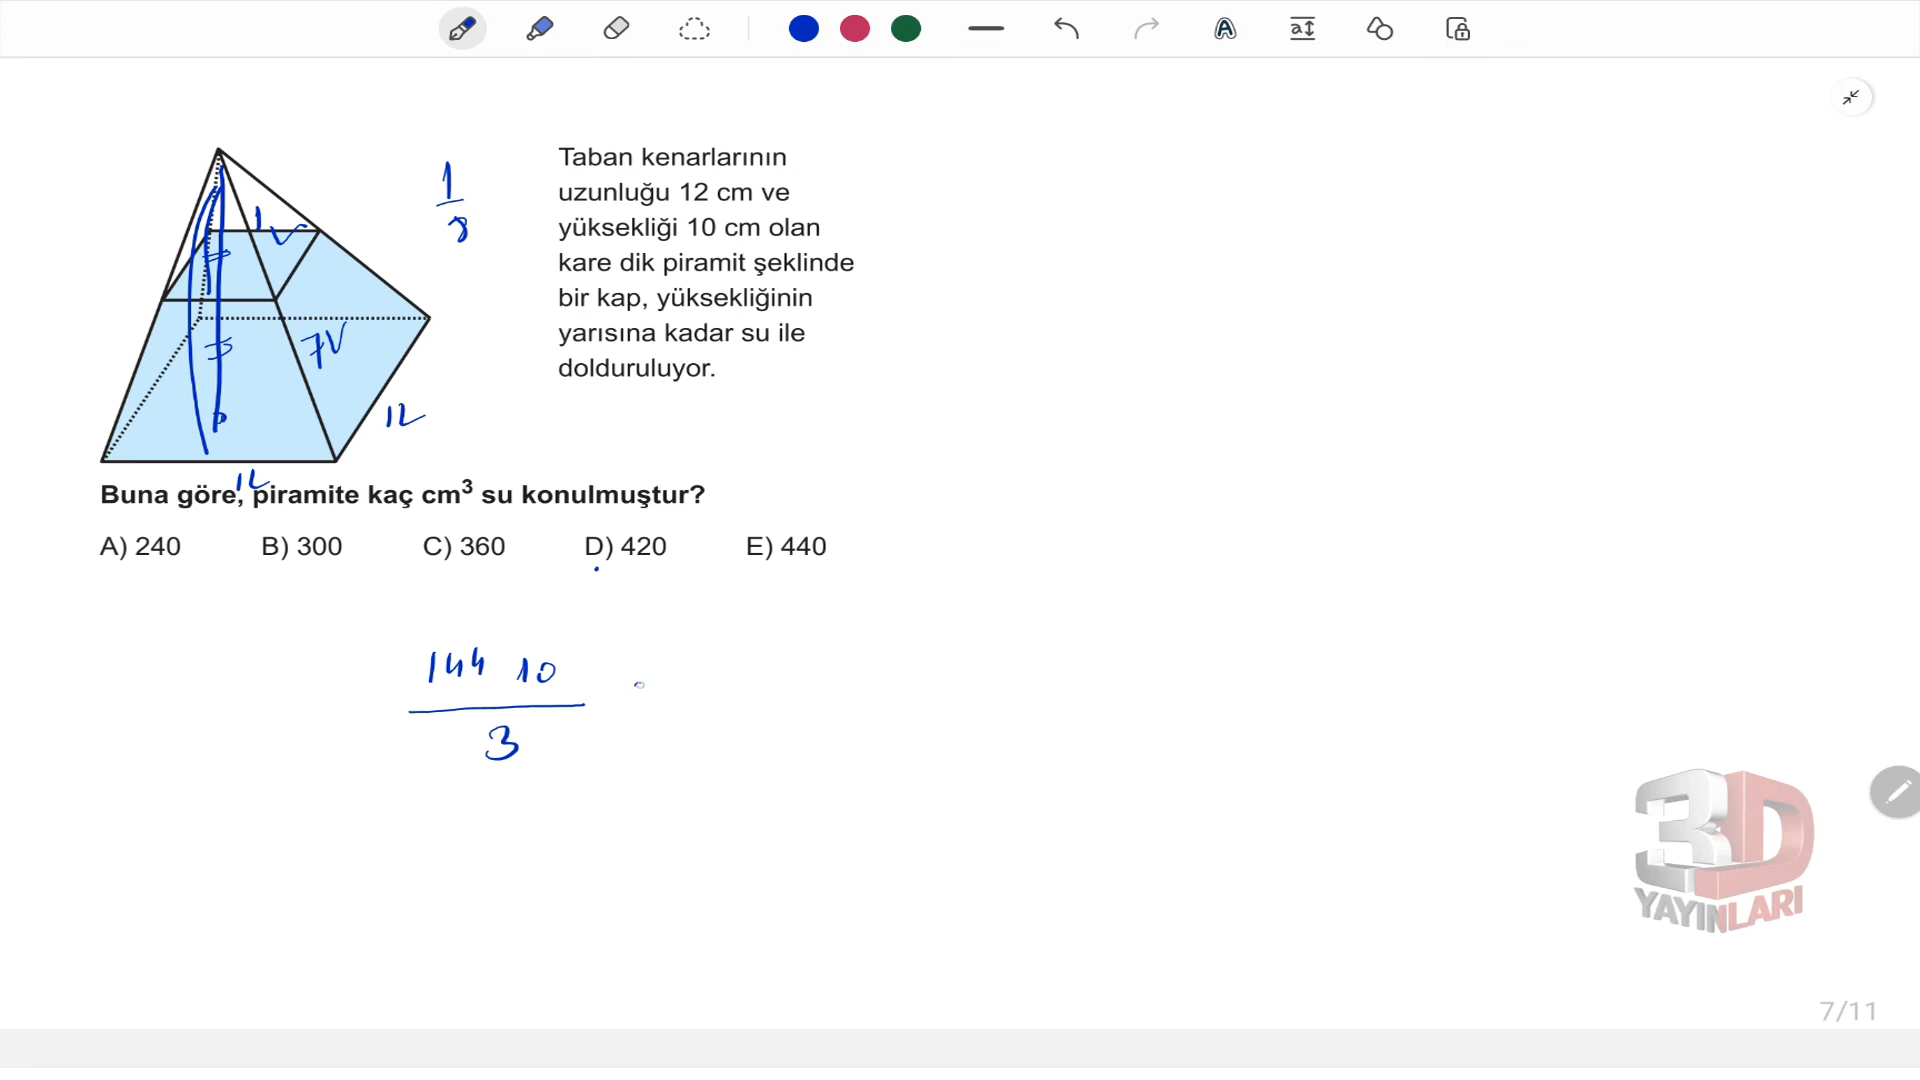 Taban kenarlarının
uzunluğu 12 cm ve
yüksekliği 10 cm olan
kare dik piramit şeklinde
bir kap, yüksekliğinin
yarısına kadar su ile
dolduruluyor.
1
8
1V
7V
12
12
Buna göre, piramite kaç cm³ su konulmuştur?
A) 240 B) 300 C) 360 D) 420 E) 440
144 10
3
3D
YAYINLARI
7/11